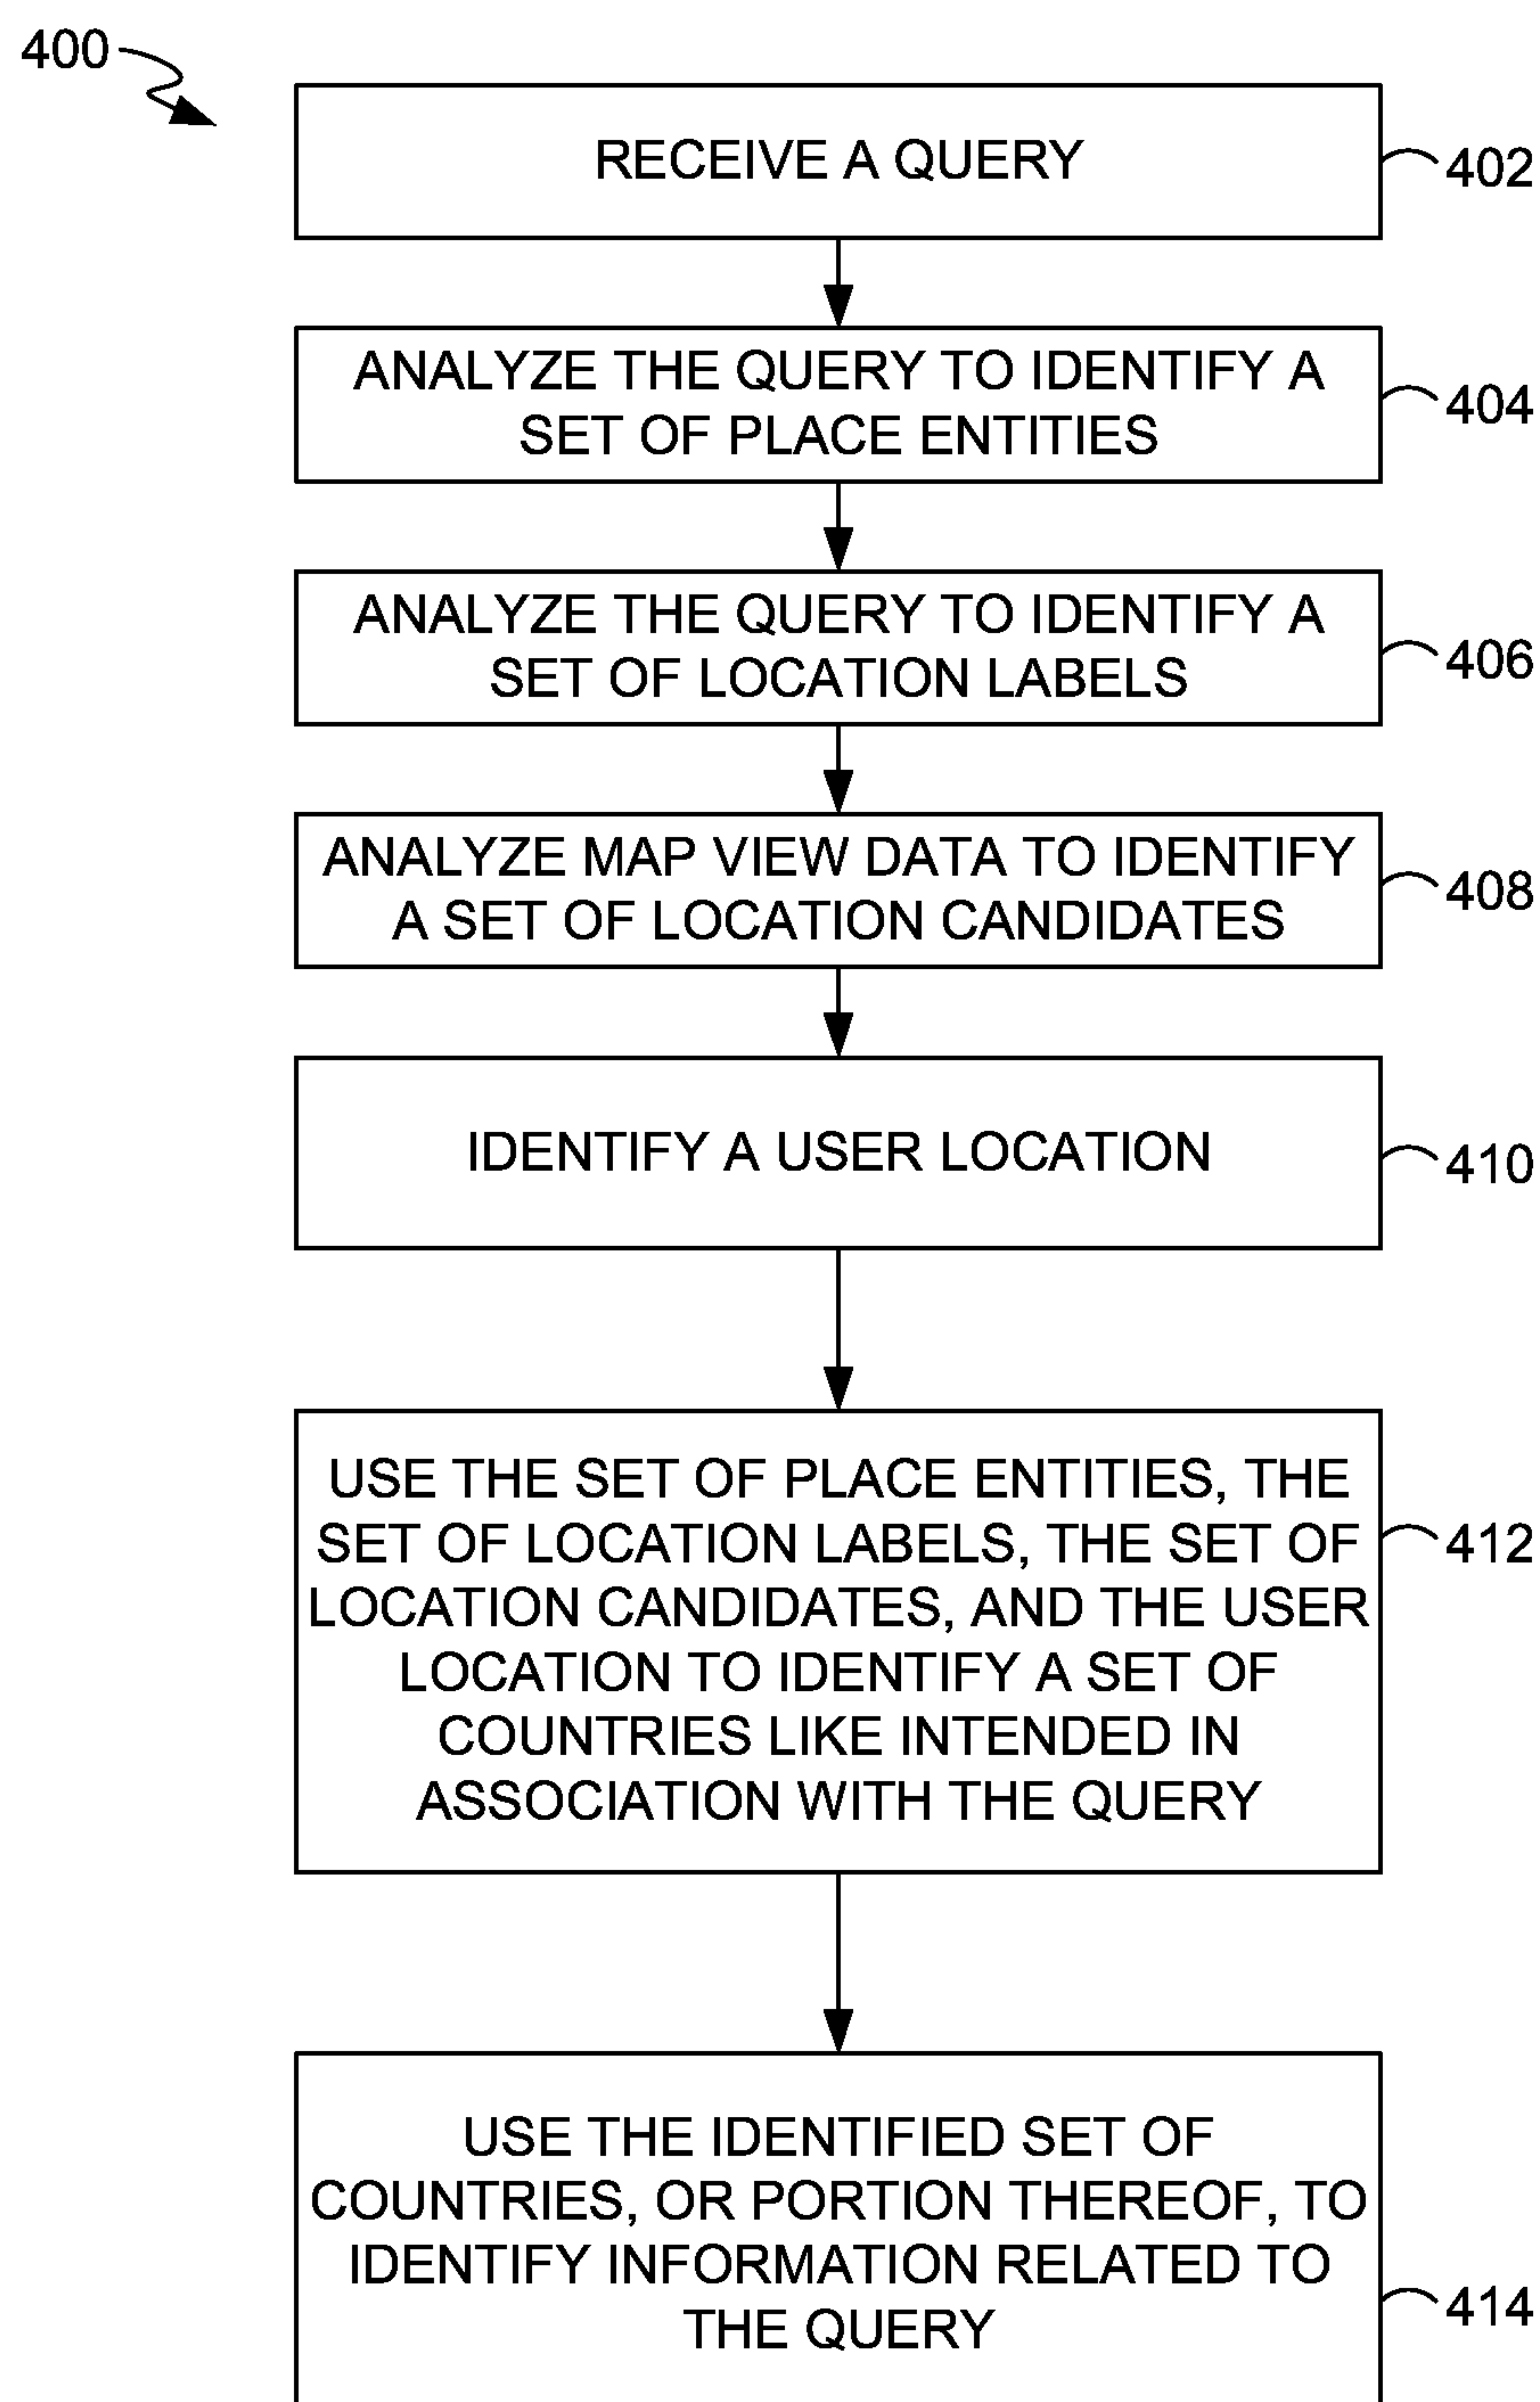 400
RECEIVE A QUERY
402
ANALYZE THE QUERY TO IDENTIFY A
SET OF PLACE ENTITIES
404
ANALYZE THE QUERY TO IDENTIFY A
SET OF LOCATION LABELS
406
ANALYZE MAP VIEW DATA TO IDENTIFY
A SET OF LOCATION CANDIDATES
408
IDENTIFY A USER LOCATION
410
USE THE SET OF PLACE ENTITIES, THE
SET OF LOCATION LABELS, THE SET OF
LOCATION CANDIDATES, AND THE USER
LOCATION TO IDENTIFY A SET OF
COUNTRIES LIKE INTENDED IN
ASSOCIATION WITH THE QUERY
412
USE THE IDENTIFIED SET OF
COUNTRIES, OR PORTION THEREOF, TO
IDENTIFY INFORMATION RELATED TO
THE QUERY
414